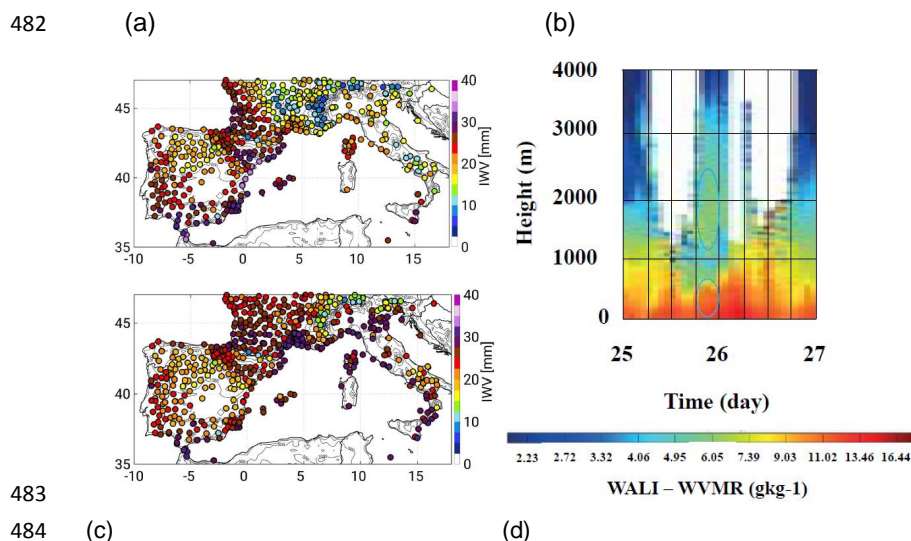 482 (a) (b)
40
30
20
10
0
IWV [mm]
45
40
35
-10 -5 0 5 10 15
40
30
20
10
0
IWV [mm]
45
40
35
-10 -5 0 5 10 15
4000
3000
2000
1000
0
Height (m)
25 26 27
Time (day)
2.23 2.72 3.32 4.06 4.95 6.05 7.39 9.03 11.02 13.46 16.44
WALI – WVMR (gkg-1)
483
484 (c) (d)